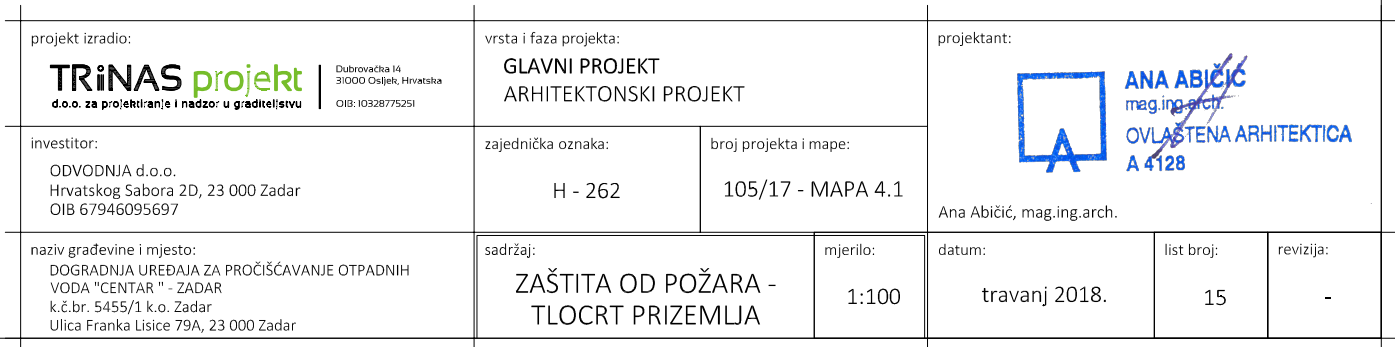 projekt izradio:
TRiNAS projekt
d.o.o. za projektiranje i nadzor u graditeljstvu
Dubrovačka 14
31000 Osijek, Hrvatska
OIB: 10328775251
vrsta i faza projekta:
GLAVNI PROJEKT
ARHITEKTONSKI PROJEKT
projektant:
ANA ABIČIĆ
mag.ing.arch.
OVLAŠTENA ARHITEKTICA
A 4128
Ana Abičić, mag.ing.arch.
investitor:
ODVODNJA d.o.o.
Hrvatskog Sabora 2D, 23 000 Zadar
OIB 67946095697
zajednička oznaka:
H - 262
broj projekta i mape:
105/17 - MAPA 4.1
naziv građevine i mjesto:
DOGRADNJA UREĐAJA ZA PROČIŠĆAVANJE OTPADNIH
VODA "CENTAR " - ZADAR
k.č.br. 5455/1 k.o. Zadar
Ulica Franka Lisice 79A, 23 000 Zadar
sadržaj:
ZAŠTITA OD POŽARA -
TLOCRT PRIZEMLJA
mjerilo:
1:100
datum:
travanj 2018.
list broj:
15
revizija:
-